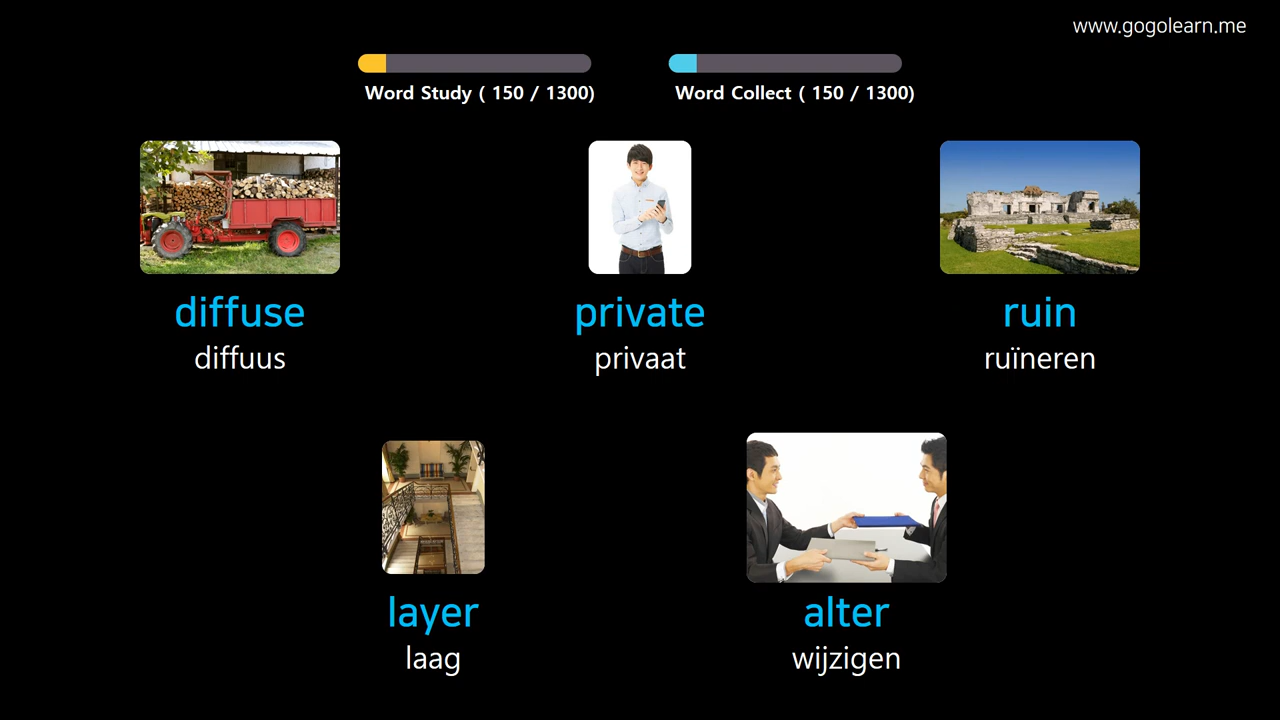 www.gogolearn.me
Word Study ( 150 / 1300)
Word Collect ( 150 / 1300)
diffuse
diffuus
private
privaat
ruin
ruïneren
layer
laag
alter
wijzigen